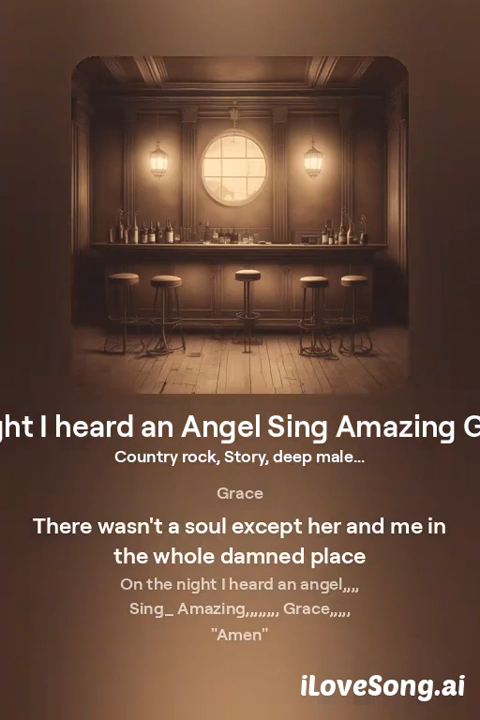 ght I heard an Angel Sing Amazing G
Country rock, Story, deep male...
Grace
There wasn't a soul except her and me in
the whole damned place
On the night I heard an angel,,,,
Sing_ Amazing,,,,,,,, Grace,,,,,
"Amen"
iLoveSong.ai